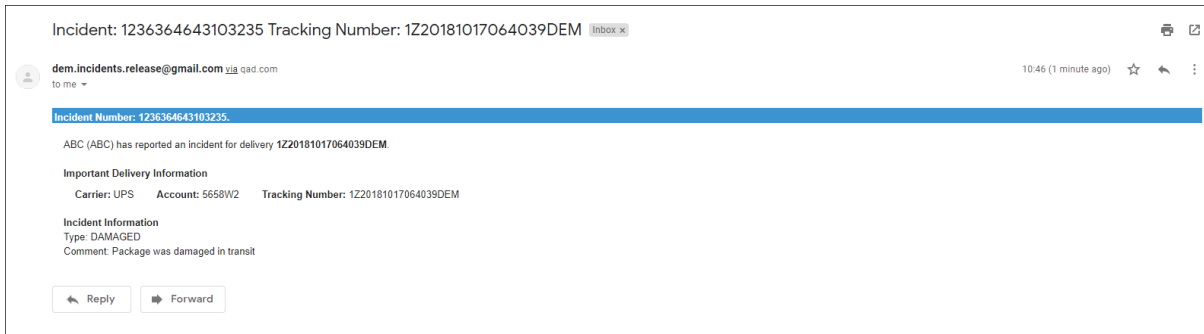 Incident: 1236364643103235 Tracking Number: 1Z20181017064039DEM Inbox x
dem.incidents.release@gmail.com via qad.com 10:46 (1 minute ago)
to me
Incident Number: 1236364643103235.
ABC (ABC) has reported an incident for delivery 1Z20181017064039DEM.
Important Delivery Information
Carrier: UPS Account: 5658W2 Tracking Number: 1Z20181017064039DEM
Incident Information
Type: DAMAGED
Comment: Package was damaged in transit
Reply Forward